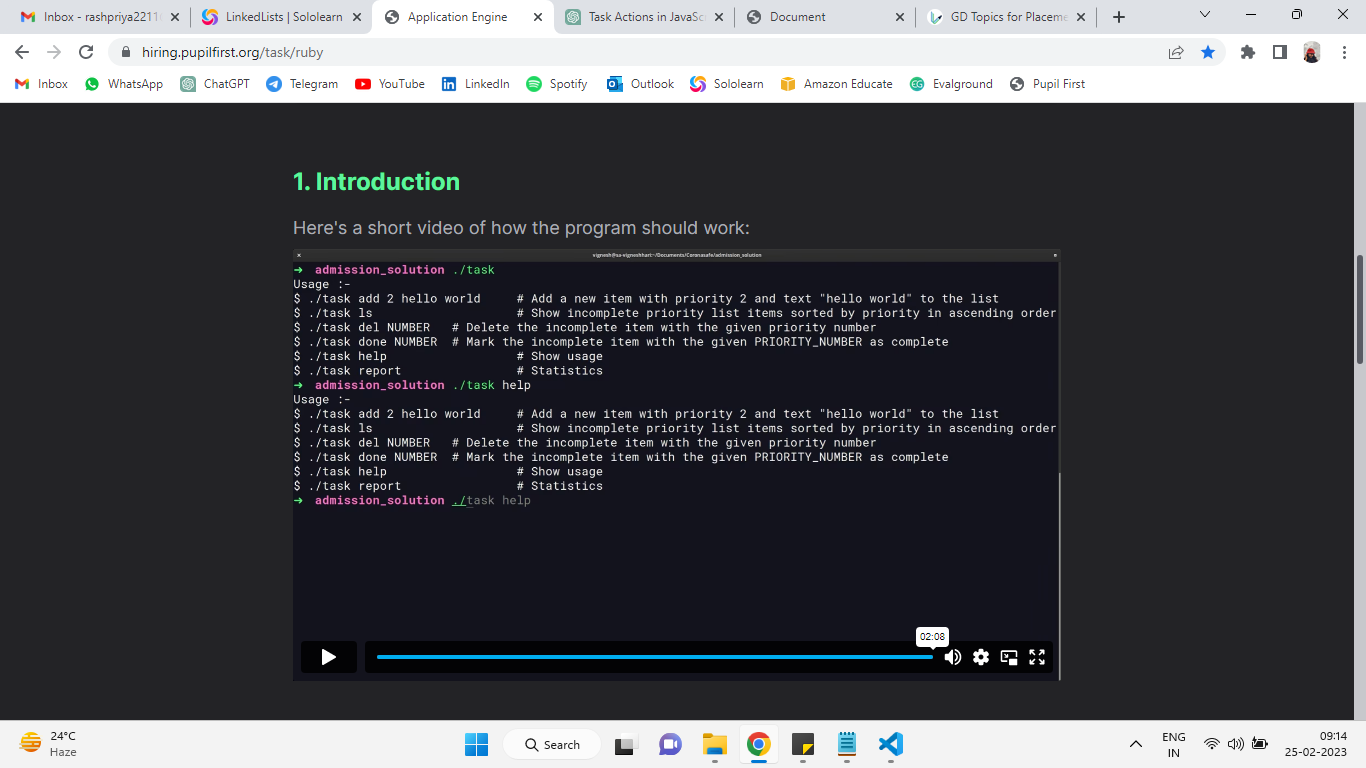 Inbox - rashpriya2211
LinkedLists | Sololearn
Application Engine
Task Actions in JavaSc
Document
GD Topics for Placeme
hiring.pupilfirst.org/task/ruby
Inbox
WhatsApp
ChatGPT
Telegram
YouTube
LinkedIn
Spotify
Outlook
Sololearn
Amazon Educate
Evalground
Pupil First
1. Introduction
Here's a short video of how the program should work:
vignesh@sa-vigneshhari:~/Documents/Coronasafe/admission_solution
➜ admission_solution ./task
Usage :-
$ ./task add 2 hello world # Add a new item with priority 2 and text "hello world" to the list
$ ./task ls # Show incomplete priority list items sorted by priority in ascending order
$ ./task del NUMBER # Delete the incomplete item with the given priority number
$ ./task done NUMBER # Mark the incomplete item with the given PRIORITY_NUMBER as complete
$ ./task help # Show usage
$ ./task report # Statistics
➜ admission_solution ./task help
Usage :-
$ ./task add 2 hello world # Add a new item with priority 2 and text "hello world" to the list
$ ./task ls # Show incomplete priority list items sorted by priority in ascending order
$ ./task del NUMBER # Delete the incomplete item with the given priority number
$ ./task done NUMBER # Mark the incomplete item with the given PRIORITY_NUMBER as complete
$ ./task help # Show usage
$ ./task report # Statistics
➜ admission_solution ./task help
02:08
24°C
Haze
Search
ENG
IN
09:14
25-02-2023